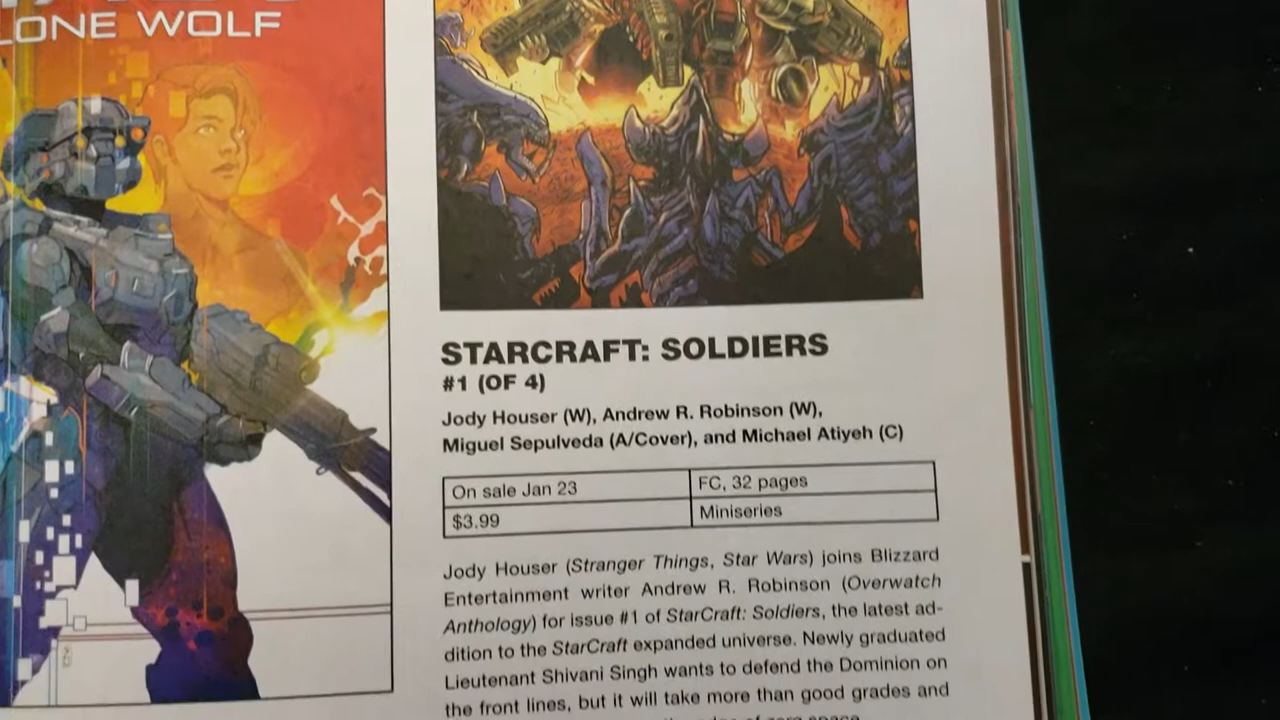 LONE WOLF
STARCRAFT: SOLDIERS
#1 (OF 4)
Jody Houser (W), Andrew R. Robinson (W),
Miguel Sepulveda (A/Cover), and Michael Atiyeh (C)
On sale Jan 23
FC, 32 pages
$3.99
Miniseries
Jody Houser (Stranger Things, Star Wars) joins Blizzard
Entertainment writer Andrew R. Robinson (Overwatch
Anthology) for issue #1 of StarCraft: Soldiers, the latest ad-
dition to the StarCraft expanded universe. Newly graduated
Lieutenant Shivani Singh wants to defend the Dominion on
the front lines, but it will take more than good grades and